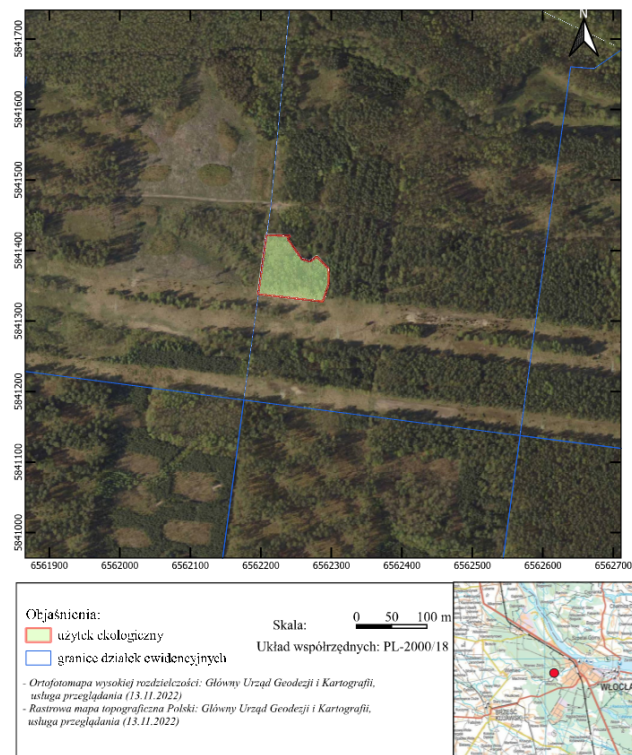 N
5841700
5841600
5841500
5841400
5841300
5841200
5841100
5841000
6561900 6562000 6562100 6562200 6562300 6562400 6562500 6562600 6562700
Objaśnienia:
użytek ekologiczny
granice działek ewidencyjnych
Skala: 0 50 100 m
Układ współrzędnych: PL-2000/18
- Ortofotomapa wysokiej rozdzielczości: Główny Urząd Geodezji i Kartografii,
usługa przeglądania (13.11.2022)
- Rastrowa mapa topograficzna Polski: Główny Urząd Geodezji i Kartografii,
usługa przeglądania (13.11.2022)
WŁOCŁA
BRZEŚĆ
KUJAWSKI